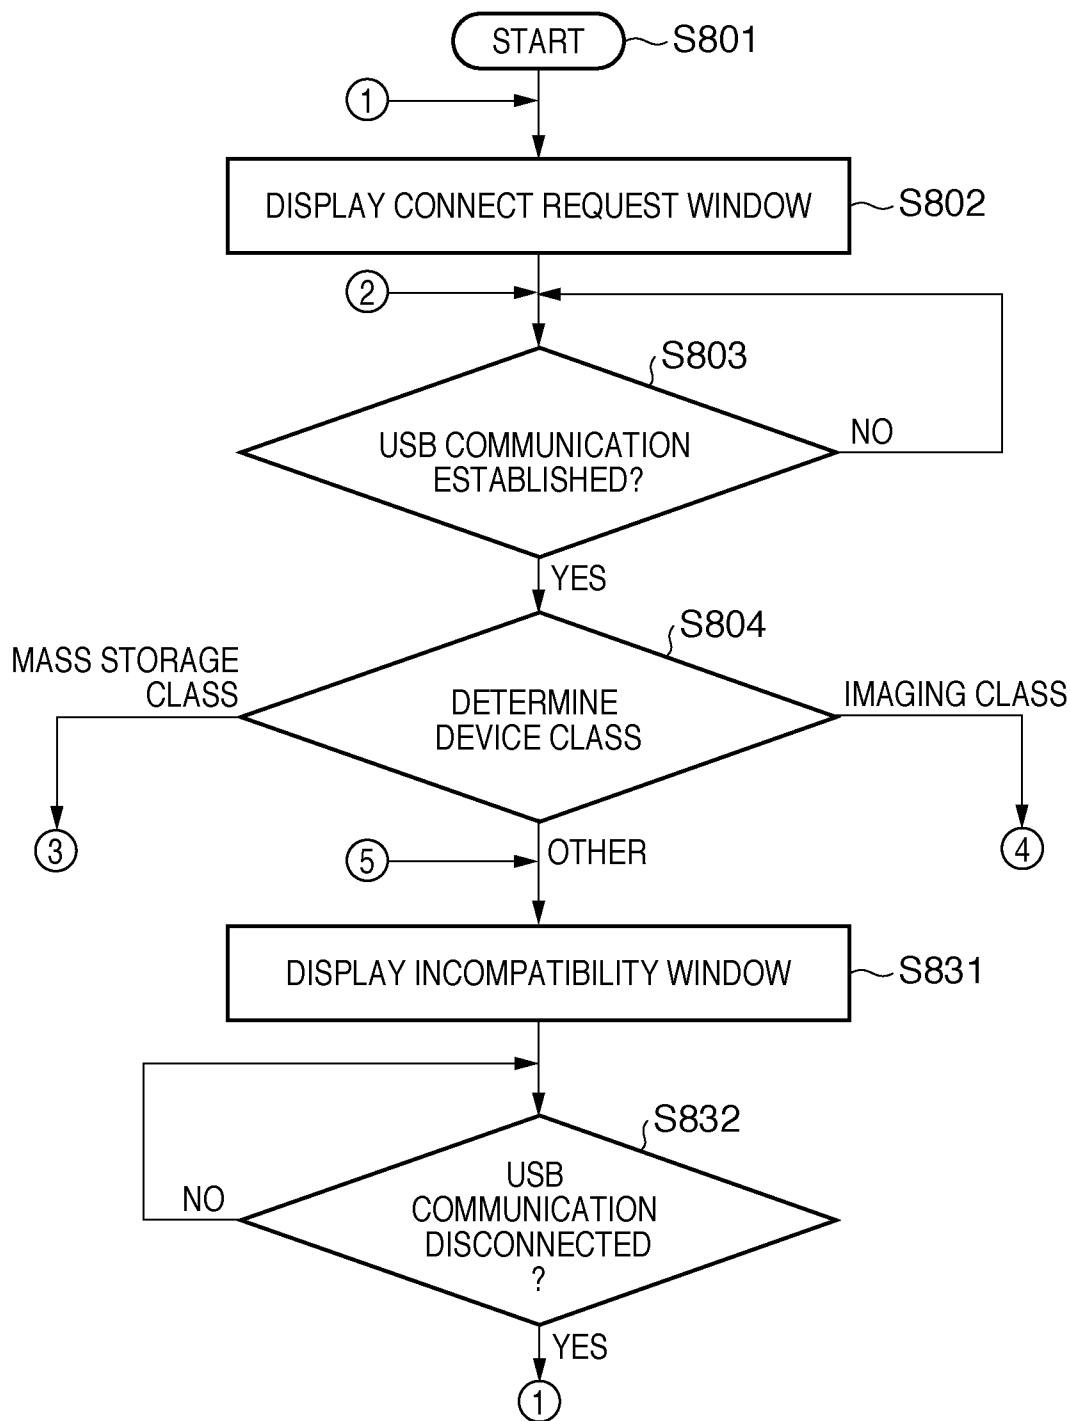 START
S801
1
DISPLAY CONNECT REQUEST WINDOW
S802
2
S803
USB COMMUNICATION
ESTABLISHED?
NO
YES
S804
MASS STORAGE
CLASS
DETERMINE
DEVICE CLASS
IMAGING CLASS
3
4
5
OTHER
DISPLAY INCOMPATIBILITY WINDOW
S831
S832
USB
COMMUNICATION
DISCONNECTED
?
NO
YES
1